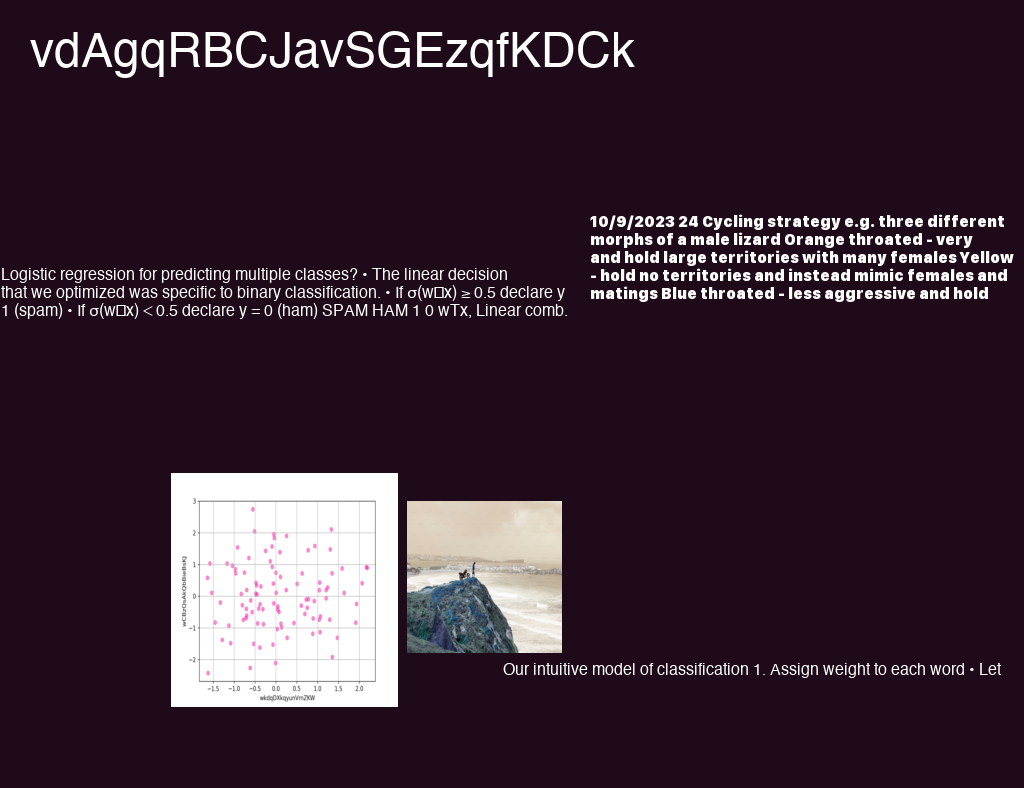 vdAgqRBCJavSGEzqfKDCk
10/9/2023 24 Cycling strategy e.g. three different
morphs of a male lizard Orange throated - very
and hold large territories with many females Yellow
- hold no territories and instead mimic females and
matings Blue throated - less aggressive and hold
Logistic regression for predicting multiple classes? • The linear decision
that we optimized was specific to binary classification. • If σ(w□x) ≥ 0.5 declare y
1 (spam) • If σ(w□x) < 0.5 declare y = 0 (ham) SPAM HAM 1 0 wTx, Linear comb.
3
2
1
0
−1
−2
−1.5 −1.0 −0.5 0.0 0.5 1.0 1.5 2.0
Our intuitive model of classification 1. Assign weight to each word • Let